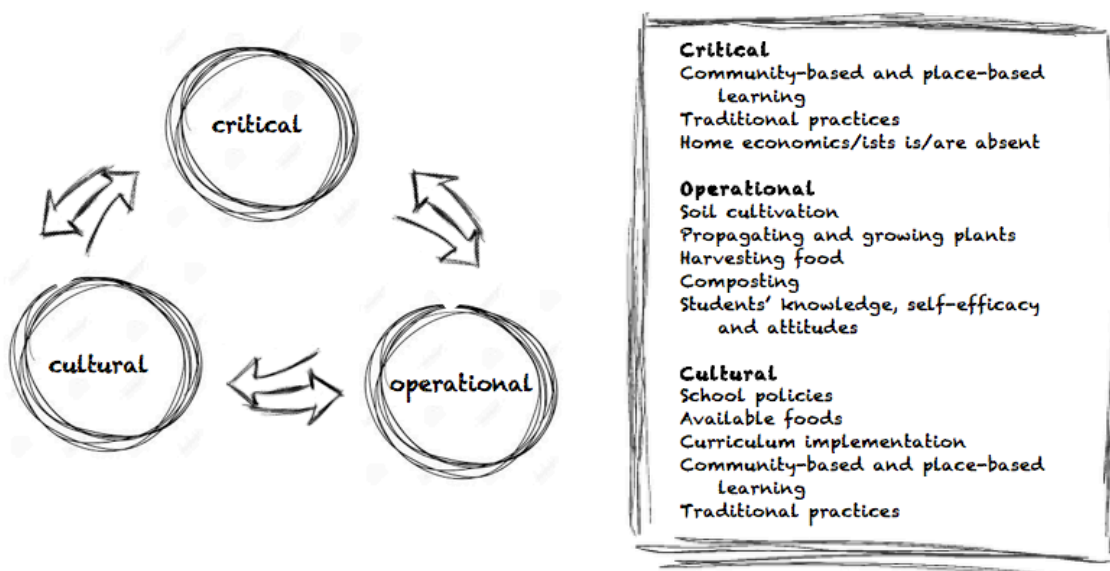 critical
cultural
operational
Critical
Community-based and place-based
learning
Traditional practices
Home economics/ists is/are absent
Operational
Soil cultivation
Propagating and growing plants
Harvesting food
Composting
Students' knowledge, self-efficacy
and attitudes
Cultural
School policies
Available foods
Curriculum implementation
Community-based and place-based
learning
Traditional practices